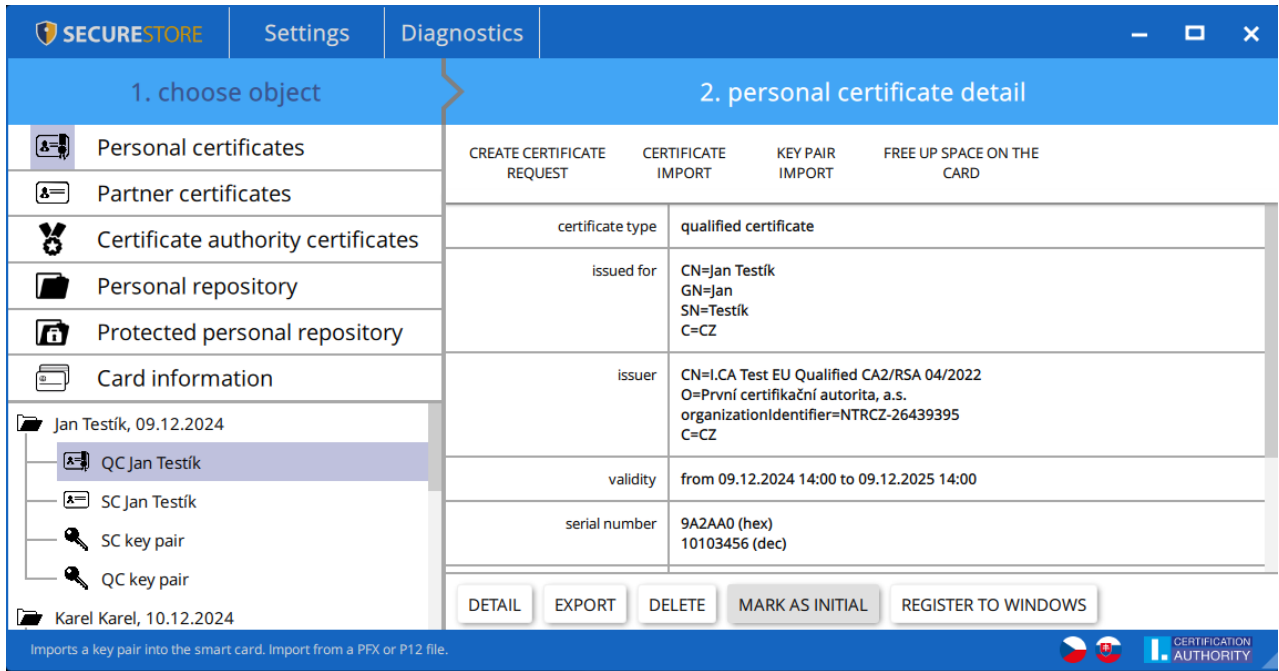 SECURESTORE Settings Diagnostics
1. choose object
2. personal certificate detail
Personal certificates
Partner certificates
Certificate authority certificates
Personal repository
Protected personal repository
Card information
Jan Testík, 09.12.2024
QC Jan Testík
SC Jan Testík
SC key pair
QC key pair
Karel Karel, 10.12.2024
CREATE CERTIFICATE
REQUEST
CERTIFICATE
IMPORT
KEY PAIR
IMPORT
FREE UP SPACE ON THE
CARD
certificate type qualified certificate
issued for CN=Jan Testík
GN=Jan
SN=Testík
C=CZ
issuer CN=I.CA Test EU Qualified CA2/RSA 04/2022
O=První certifikační autorita, a.s.
organizationIdentifier=NTRCZ-26439395
C=CZ
validity from 09.12.2024 14:00 to 09.12.2025 14:00
serial number 9A2AA0 (hex)
10103456 (dec)
DETAIL EXPORT DELETE MARK AS INITIAL REGISTER TO WINDOWS
Imports a key pair into the smart card. Import from a PFX or P12 file.
I. CERTIFICATION
AUTHORITY